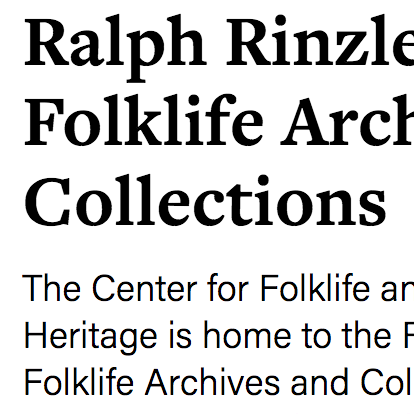 Ralph Rinzle
Folklife Arch
Collections
The Center for Folklife an
Heritage is home to the
Folklife Archives and Col